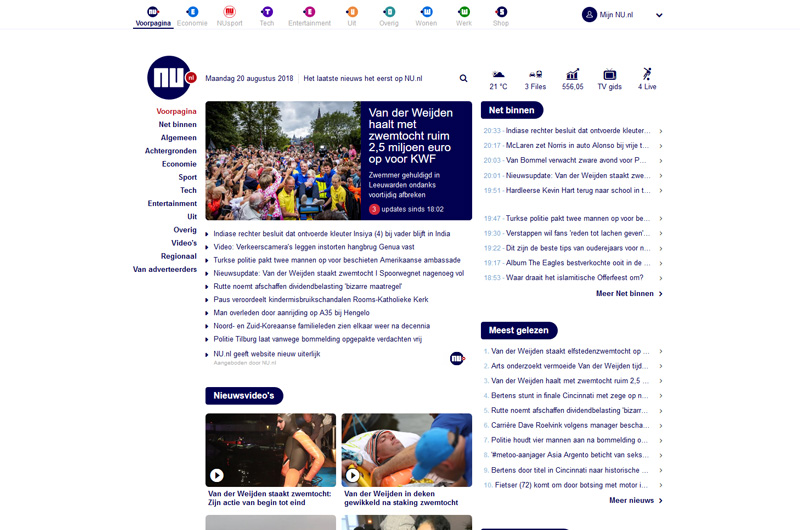 Voorpagina
Economie
NUsport
Tech
Entertainment
Uit
Overig
Wonen
Werk
Shop
Mijn NU.nl
NU nl
Maandag 20 augustus 2018
Het laatste nieuws het eerst op NU.nl
21 °C
3 Files
556,05
TV gids
4 Live
Voorpagina
Net binnen
Algemeen
Achtergronden
Economie
Sport
Tech
Entertainment
Uit
Overig
Video's
Regionaal
Van adverteerders
Van der Weijden
haalt met
zwemtocht ruim
2,5 miljoen euro
op voor KWF
Zwemmer gehuldigd in
Leeuwarden ondanks
voortijdig afbreken
3 updates sinds 18:02
Indiase rechter besluit dat ontvoerde kleuter Insiya (4) bij vader blijft in India
Video: Verkeerscamera's leggen instorten hangbrug Genua vast
Turkse politie pakt twee mannen op voor beschieten Amerikaanse ambassade
Nieuwsupdate: Van der Weijden staakt zwemtocht I Spoorwegnet nagenoeg vol
Rutte noemt afschaffen dividendbelasting 'bizarre maatregel'
Paus veroordeelt kindermisbruikschandalen Rooms-Katholieke Kerk
Man overleden door aanrijding op A35 bij Hengelo
Noord- en Zuid-Koreaanse familieleden zien elkaar weer na decennia
Politie Tilburg laat vanwege bommelding opgepakte verdachten vrij
NU.nl geeft website nieuw uiterlijk
Aangeboden door NU.nl
Nieuwsvideo's
Van der Weijden staakt zwemtocht:
Zijn actie van begin tot eind
Van der Weijden in deken
gewikkeld na staking zwemtocht
Net binnen
20:33 - Indiase rechter besluit dat ontvoerde kleuter...
20:17 - McLaren zet Norris in auto Alonso bij vrije t...
20:03 - Van Bommel verwacht zware avond voor P...
20:01 - Nieuwsupdate: Van der Weijden staakt zwe...
19:51 - Hardleerse Kevin Hart terug naar school in t...
19:47 - Turkse politie pakt twee mannen op voor be...
19:30 - Verstappen wil fans 'reden tot lachen geven'...
19:22 - Dit zijn de beste tips van ouderejaars voor n...
19:17 - Album The Eagles bestverkochte ooit in de ...
18:53 - Waar draait het islamitische Offerfeest om?
Meer Net binnen
Meest gelezen
1. Van der Weijden staakt elfstedenzwemtocht op ...
2. Arts onderzoekt vermoeide Van der Weijden tijd...
3. Van der Weijden haalt met zwemtocht ruim 2,5 ...
4. Bertens stunt in finale Cincinnati met zege op n...
5. Rutte noemt afschaffen dividendbelasting 'bizarr...
6. Carrière Dave Roelvink volgens manager bescha...
7. Politie houdt vier mannen aan na bommelding o...
8. '#metoo-aanjager Asia Argento beticht van seks...
9. Bertens door titel in Cincinnati naar historische ...
10. Fietser (72) komt om door botsing met motor i...
Meer nieuws